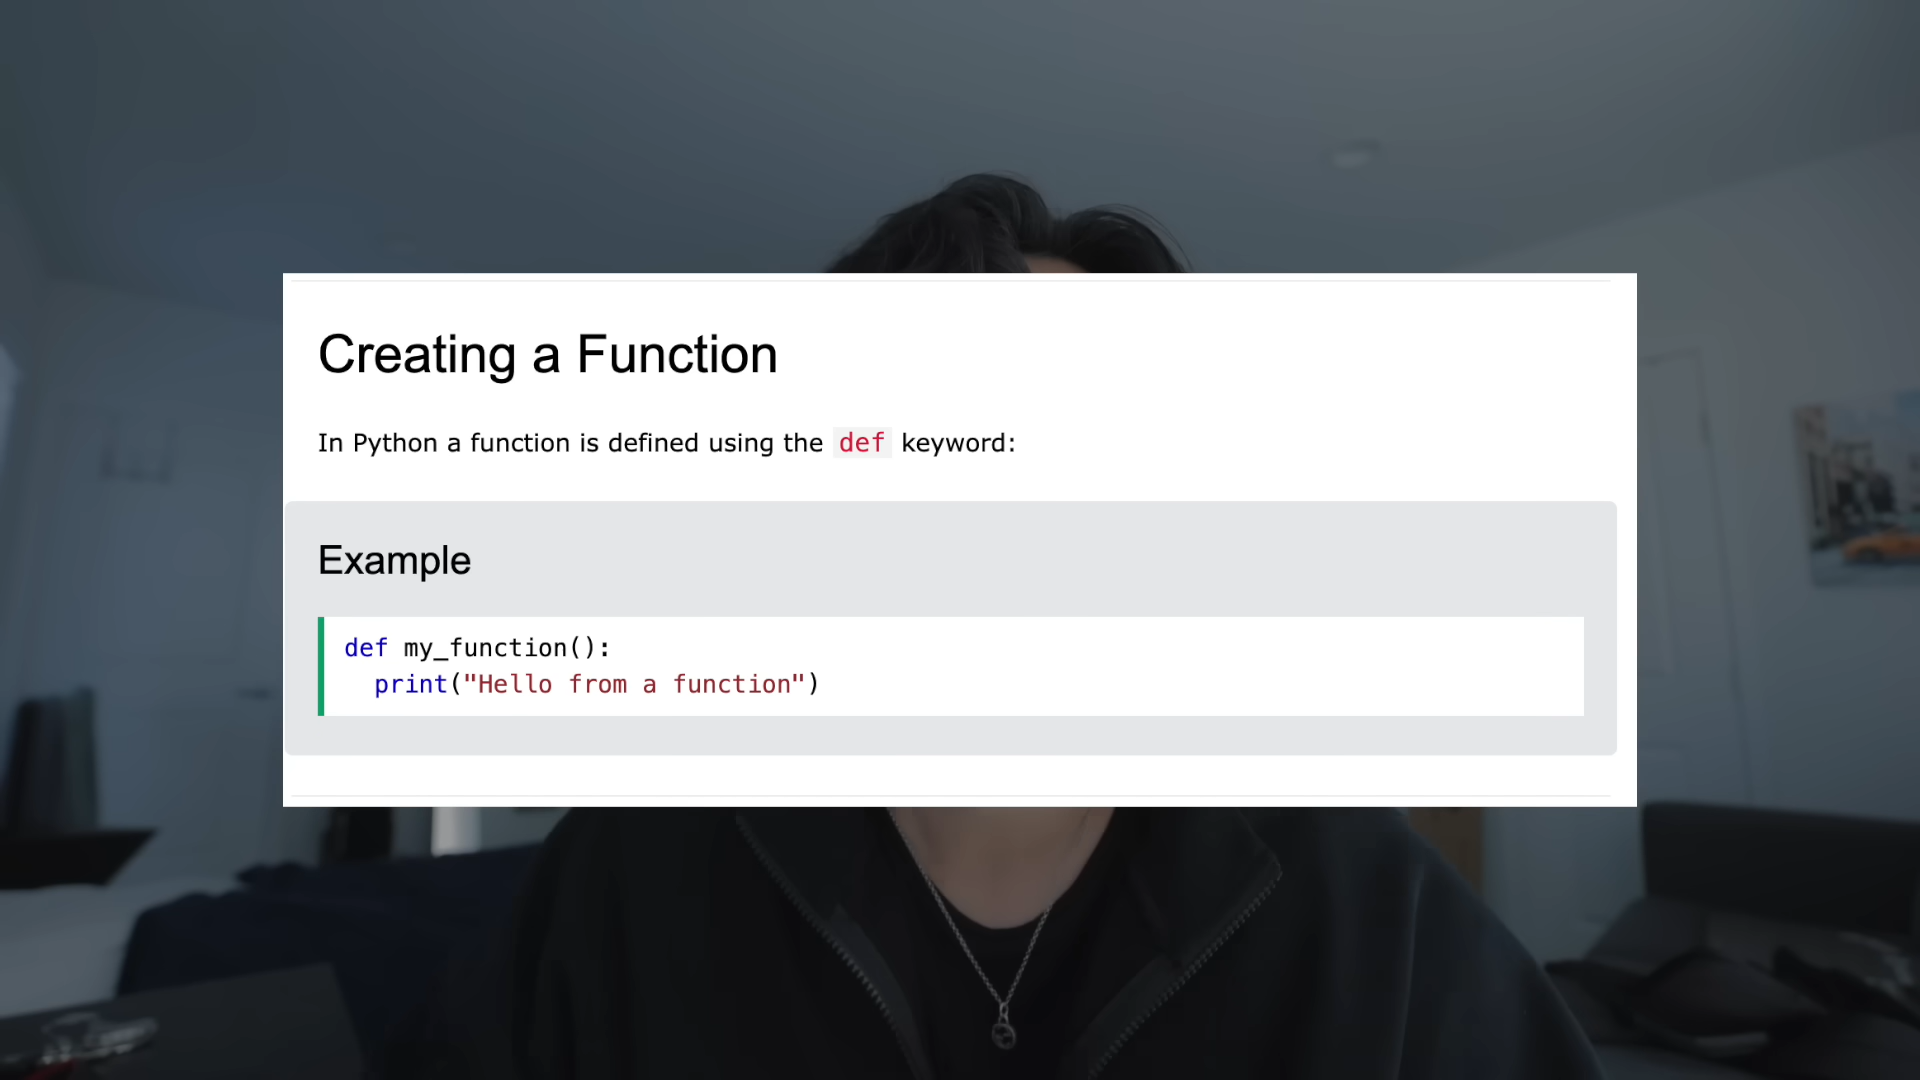 Creating a Function
In Python a function is defined using the def keyword:
Example
def my_function():
  print("Hello from a function")